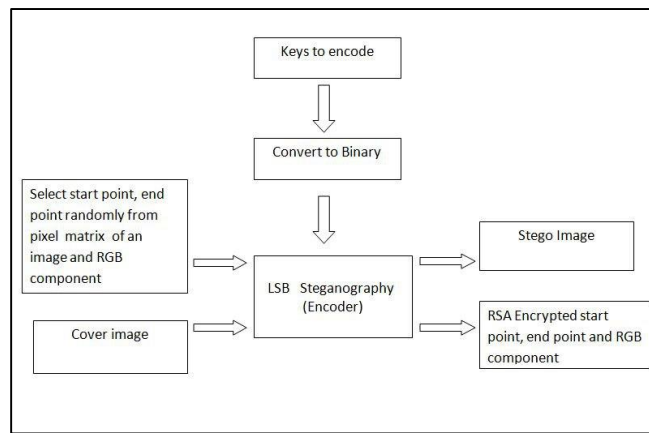 Keys to encode
Convert to Binary
Select start point, end
point randomly from
pixel matrix of an
image and RGB
component
Cover image
LSB Steganography
(Encoder)
Stego Image
RSA Encrypted start
point, end point and RGB
component